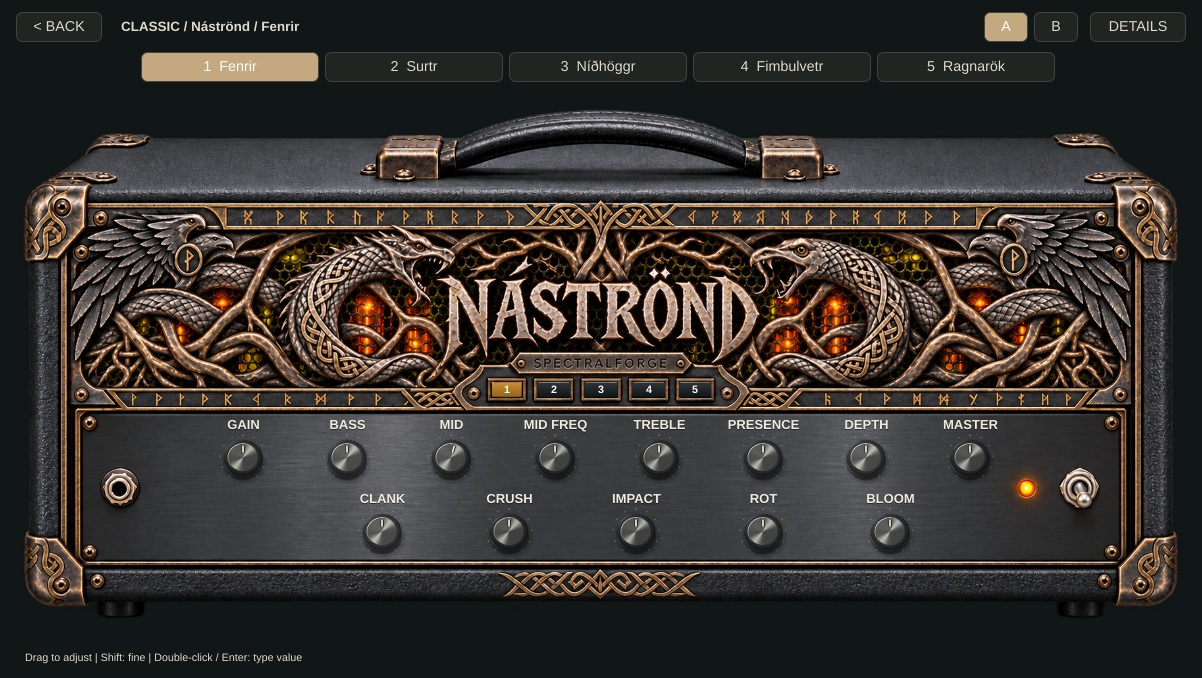 < BACK
CLASSIC / Náströnd / Fenrir
A
B
DETAILS
1 Fenrir
2 Surtr
3 Níðhöggr
4 Fimbulvetr
5 Ragnarök
NÁSTRÖND
SPECTRALFORGE
1 2 3 4 5
GAIN BASS MID MID FREQ TREBLE PRESENCE DEPTH MASTER
CLANK CRUSH IMPACT ROT BLOOM
Drag to adjust | Shift: fine | Double-click / Enter: type value